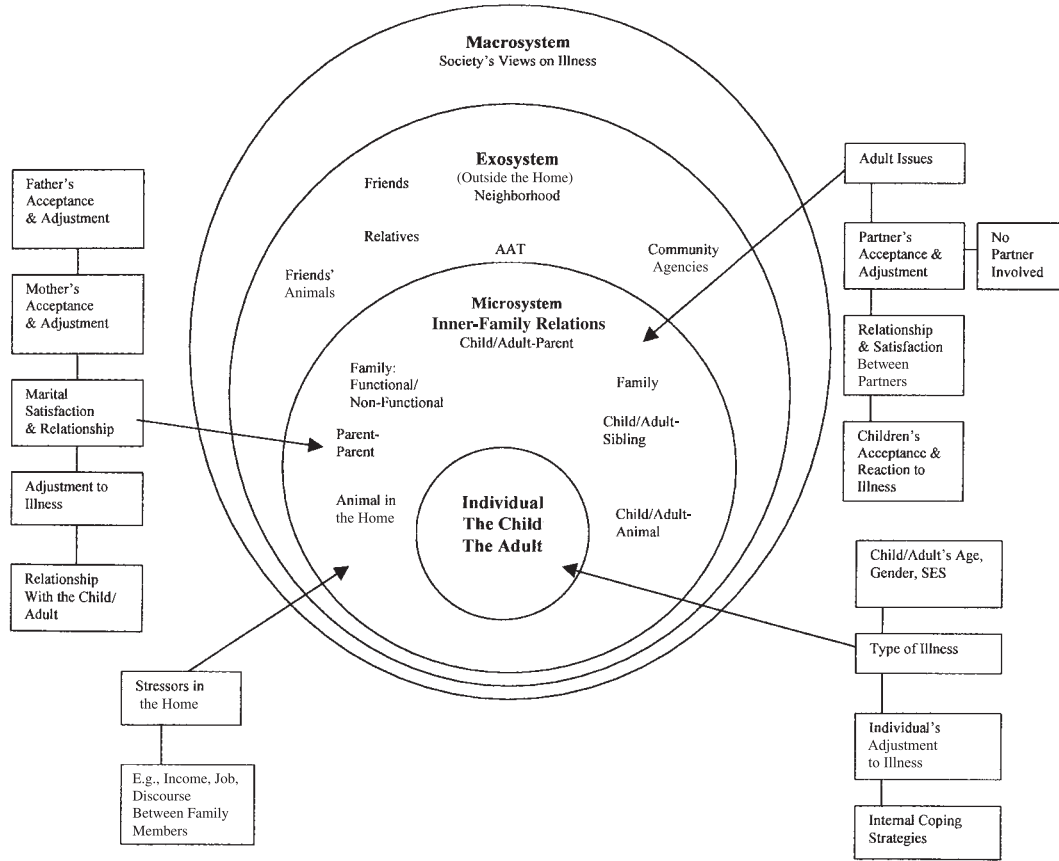 Macrosystem
Society's Views on Illness
Exosystem
(Outside the Home)
Neighborhood
Friends
Relatives
Friends'
Animals
AAT
Community
Agencies
Microsystem
Inner-Family Relations
Child/Adult-Parent
Family:
Functional/
Non-Functional
Parent-
Parent
Animal in
the Home
Family
Child/Adult-
Sibling
Child/Adult-
Animal
Individual
The Child
The Adult
Father's
Acceptance
& Adjustment
Mother's
Acceptance
& Adjustment
Marital
Satisfaction
& Relationship
Adjustment to
Illness
Relationship
With the Child/
Adult
Stressors in
the Home
E.g., Income, Job,
Discourse
Between Family
Members
Adult Issues
Partner's
Acceptance &
Adjustment
No
Partner
Involved
Relationship
& Satisfaction
Between
Partners
Children's
Acceptance &
Reaction to
Illness
Child/Adult's Age,
Gender, SES
Type of Illness
Individual's
Adjustment
to Illness
Internal Coping
Strategies